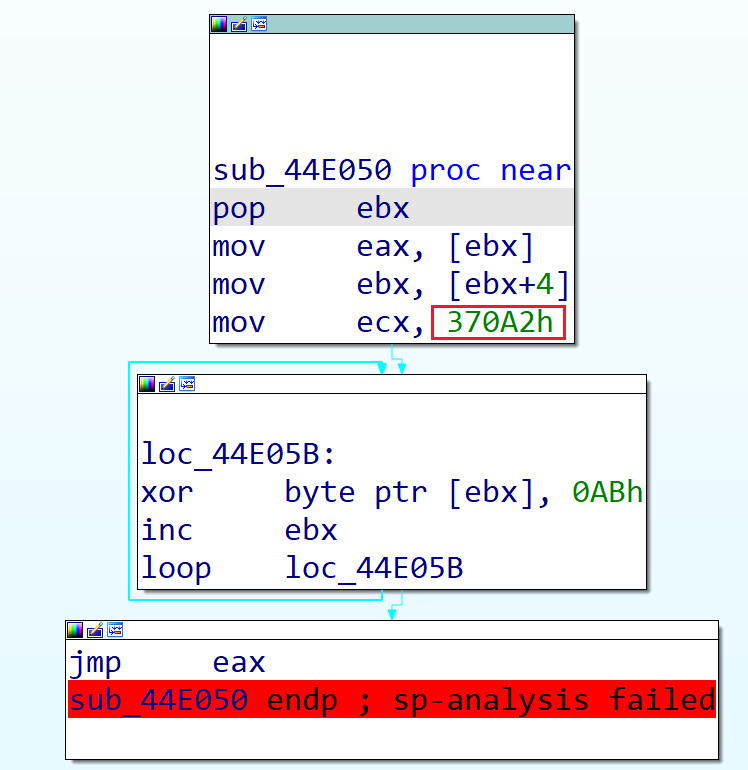 sub_44E050 proc near
pop ebx
mov eax, [ebx]
mov ebx, [ebx+4]
mov ecx, 370A2h
loc_44E05B:
xor byte ptr [ebx], 0ABh
inc ebx
loop loc_44E05B
jmp eax
sub_44E050 endp ; sp-analysis failed